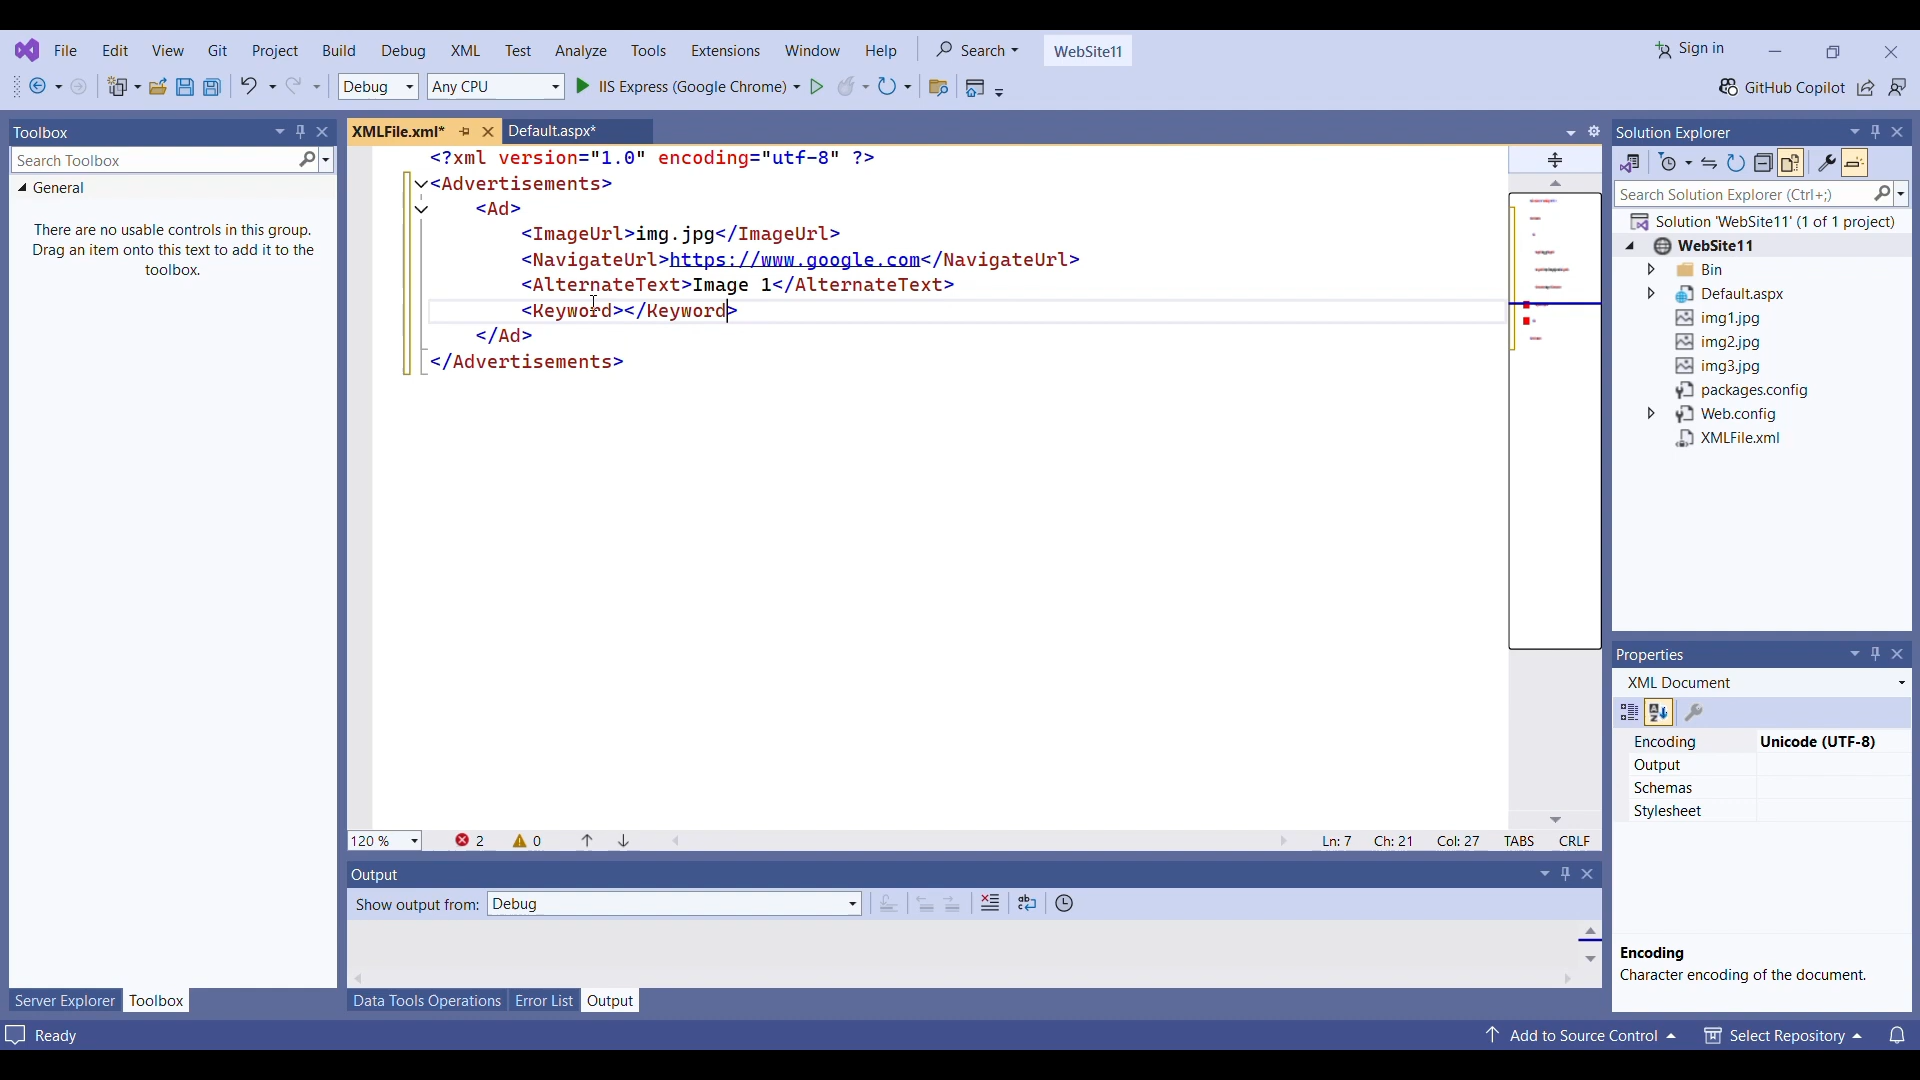 File Edit View Git Project Build Debug XML Test Analyze Tools Extensions Window Help Search WebSite11 Sign in
Debug Any CPU IIS Express (Google Chrome) GitHub Copilot
Toolbox
Search Toolbox
General
There are no usable controls in this group.
Drag an item onto this text to add it to the
toolbox.
Server Explorer Toolbox
XMLFile.xml* Default.aspx*
<?xml version="1.0" encoding="utf-8" ?>
<Advertisements>
<Ad>
<ImageUrl>img.jpg</ImageUrl>
<NavigateUrl>https://www.google.com</NavigateUrl>
<AlternateText>Image 1</AlternateText>
<Keyword></Keyword>
</Ad>
</Advertisements>
120 % 2 0 Ln: 7 Ch: 21 Col: 27 TABS CRLF
Output
Show output from: Debug
Data Tools Operations Error List Output
Solution Explorer
Search Solution Explorer (Ctrl+;)
Solution 'WebSite11' (1 of 1 project)
WebSite11
Bin
Default.aspx
img1.jpg
img2.jpg
img3.jpg
packages.config
Web.config
XMLFile.xml
Properties
XML Document
Encoding Unicode (UTF-8)
Output
Schemas
Stylesheet
Encoding
Character encoding of the document.
Ready Add to Source Control Select Repository